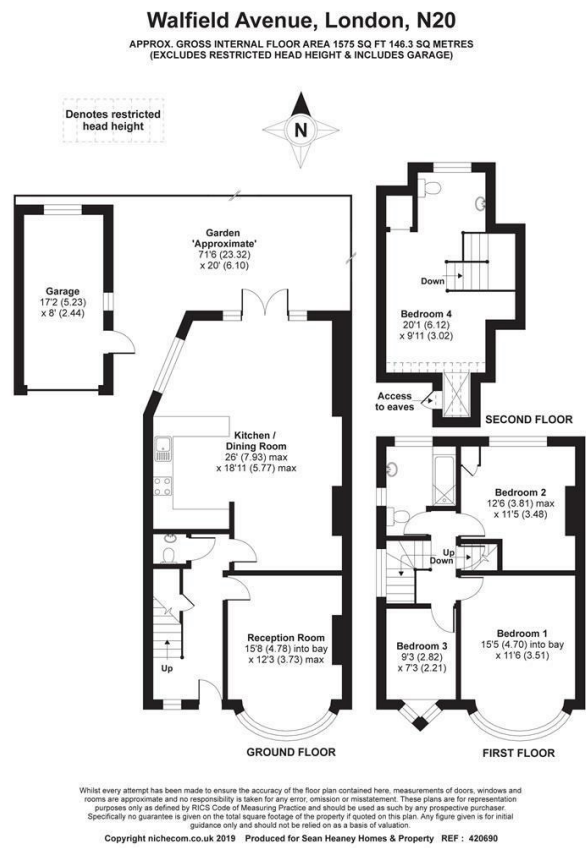 Walfield Avenue, London, N20
APPROX. GROSS INTERNAL FLOOR AREA 1575 SQ FT 146.3 SQ METRES
(EXCLUDES RESTRICTED HEAD HEIGHT & INCLUDES GARAGE)
Denotes restricted
head height
N
Garden
'Approximate'
71'6 (23.32)
x 20' (6.10)
Garage
17'2 (5.23)
x 8' (2.44)
Kitchen /
Dining Room
26' (7.93) max
x 18'11 (5.77) max
Reception Room
15'8 (4.78) into bay
x 12'3 (3.73) max
Up
GROUND FLOOR
Down
Bedroom 4
20'1 (6.12)
x 9'11 (3.02)
Access
to eaves
SECOND FLOOR
Bedroom 2
12'6 (3.81) max
x 11'5 (3.48)
Up
Down
Bedroom 3
9'3 (2.82)
x 7'3 (2.21)
Bedroom 1
15'5 (4.70) into bay
x 11'6 (3.51)
FIRST FLOOR
Whilst every attempt has been made to ensure the accuracy of the floor plan contained here, measurements of doors, windows and
rooms are approximate and no responsibility is taken for any error, omission or misstatement. These plans are for representation
purposes only as defined by RICS Code of Measuring Practice and should be used as such by any prospective purchaser.
Specifically no guarantee is given on the total square footage of the property if quoted on this plan. Any figure given is for initial
guidance only and should not be relied on as a basis of valuation.
Copyright nichecom.co.uk 2019 Produced for Sean Heaney Homes & Property REF : 420690